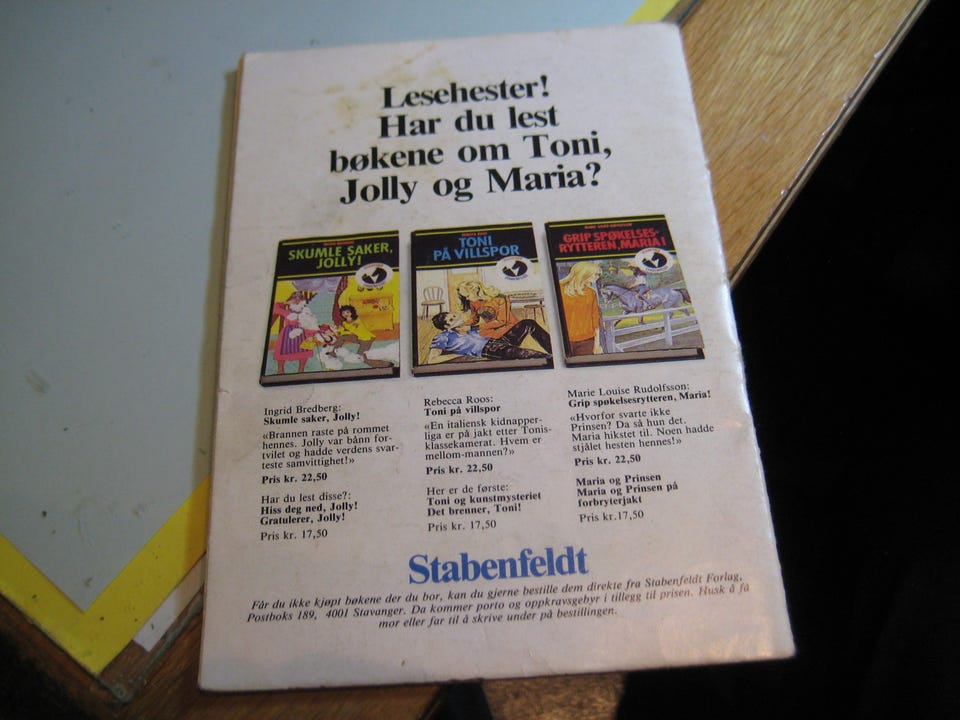 Lesehester!
Har du lest
bøkene om Toni,
Jolly og Maria?
SKUMLE SAKER,
JOLLY!
TONI
PÅ VILLSPOR
GRIP SPØKELSES-
RYTTEREN, MARIA!
Ingrid Bredberg:
Skumle saker, Jolly!
«Brannen raste på rommet
hennes. Jolly var bånn for-
tvilet og hadde verdens svar-
teste samvittighet!»
Pris kr. 22,50
Har du lest disse?:
Hiss deg ned, Jolly!
Gratulerer, Jolly!
Pris kr. 17,50
Rebecca Roos:
Toni på villspor
«En italiensk kidnapper-
liga er på jakt etter Tonis-
klassekamerat. Hvem er
mellom-mannen?»
Pris kr. 22,50
Her er de første:
Toni og kunstmysteriet
Det brenner, Toni!
Pris kr. 17,50
Marie Louise Rudolfsson:
Grip spøkelsesrytteren, Maria!
«Hvorfor svarte ikke
Prinsen? Da så hun det.
Maria hikstet til. Noen hadde
stjålet hesten hennes!»
Pris kr. 22,50
Maria og Prinsen
Maria og Prinsen på
forbryterjakt
Pris kr.17,50
Stabenfeldt
Får du ikke kjøpt bøkene der du bor, kan du gjerne bestille dem direkte fra Stabenfeldt Forlag,
Postboks 189, 4001 Stavanger. Da kommer porto og oppkravsgebyr i tillegg til prisen. Husk å få
mor eller far til å skrive under på bestillingen.